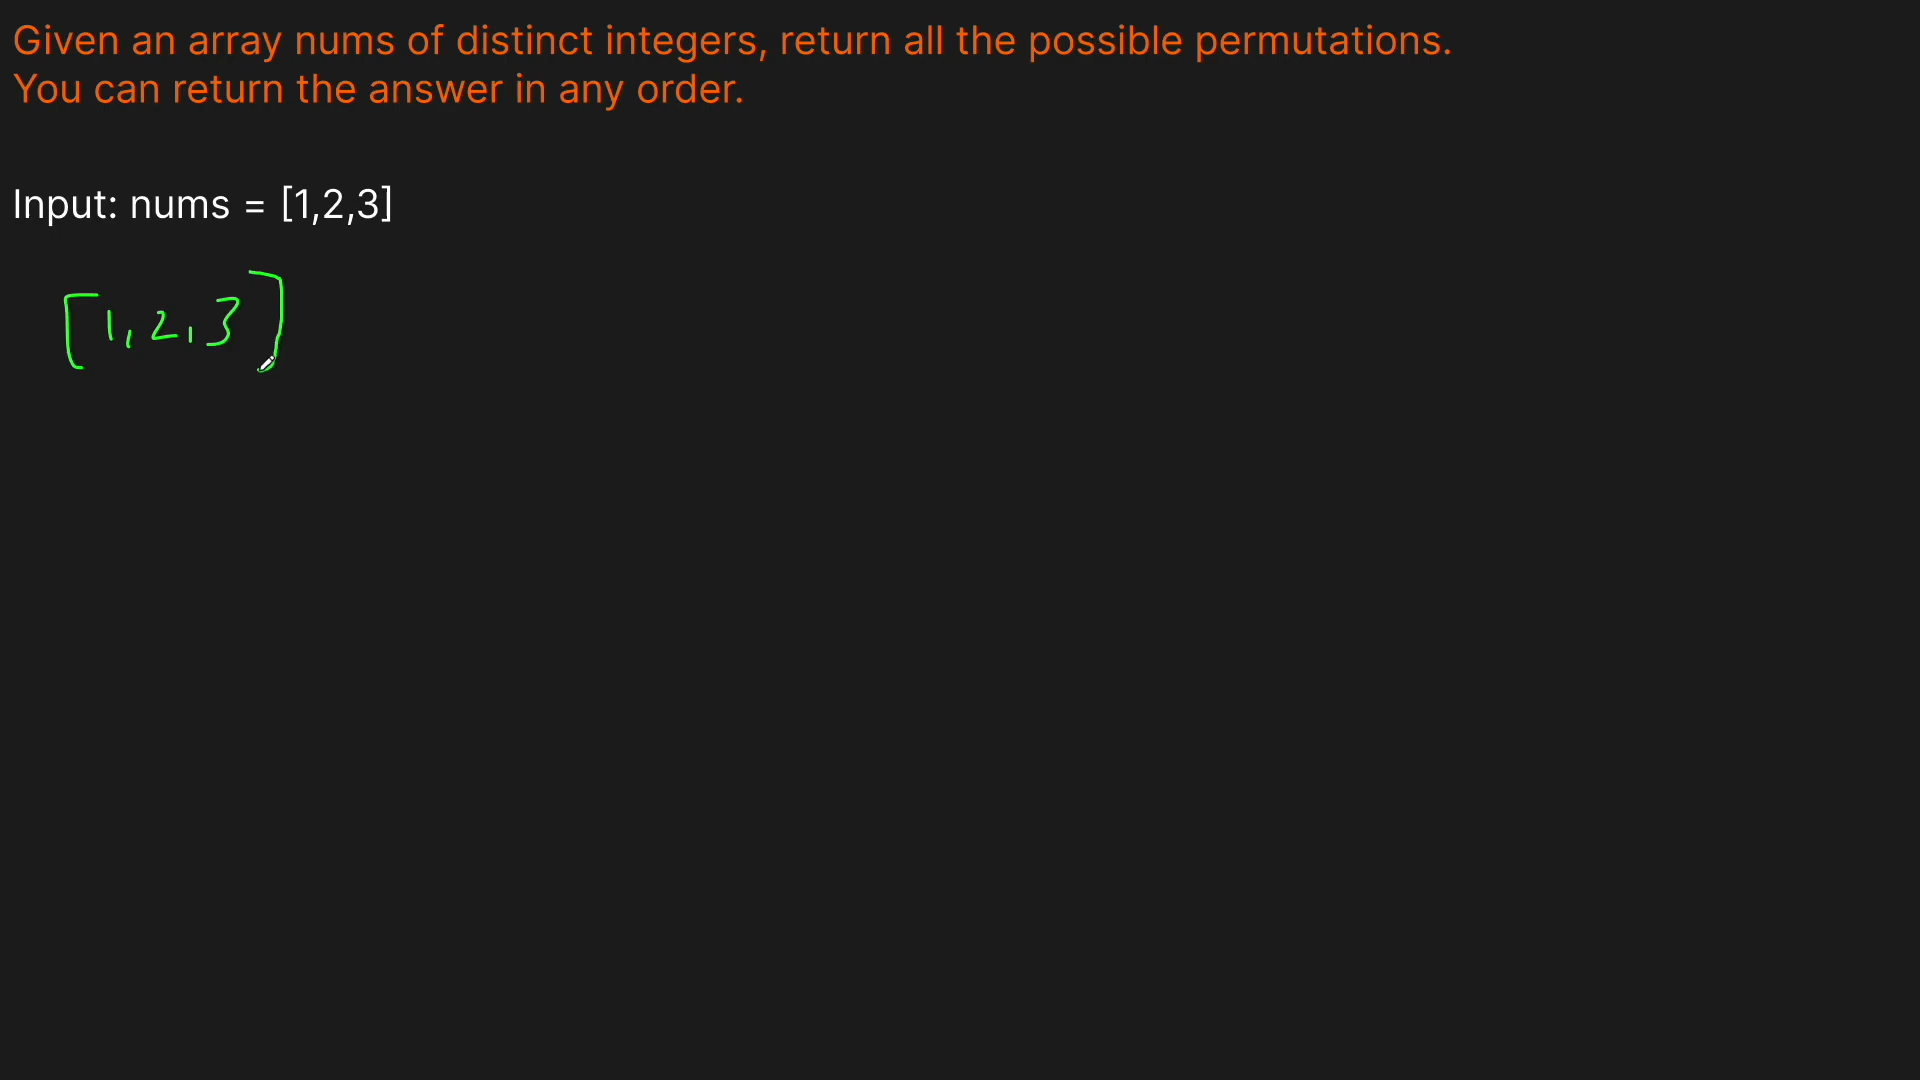 Given an array nums of distinct integers, return all the possible permutations.
You can return the answer in any order.
Input: nums = [1,2,3]
[1,2,3]